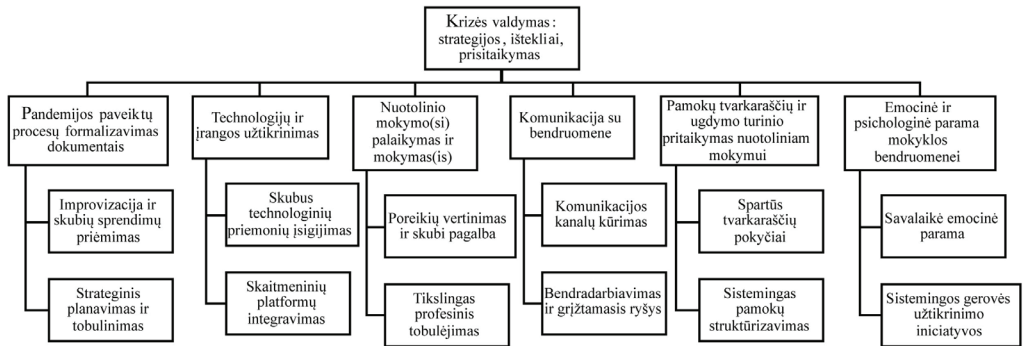 Krizės valdymas:
strategijos, ištekliai,
prisitaikymas
Pandemijos paveiktų
procesų formalizavimas
dokumentais
Improvizacija ir
skubių sprendimų
priėmimas
Strateginis
planavimas ir
tobulinimas
Technologijų ir
įrangos užtikrinimas
Skubus
technologinių
priemonių įsigijimas
Skaitmeninių
platformų
integravimas
Nuotolinio
mokymo(si)
palaikymas ir
mokymas(is)
Poreikių vertinimas
ir skubi pagalba
Tikslingas
profesinis
tobulėjimas
Komunikacija su
bendruomene
Komunikacijos
kanalų kūrimas
Bendradarbiavimas
ir grįžtamasis ryšys
Pamokų tvarkaraščių ir
ugdymo turinio
pritaikymas nuotoliniam
mokymui
Spartūs
tvarkaraščių
pokyčiai
Sistemingas
pamokų
struktūrizavimas
Emocinė ir
psichologinė parama
mokyklos
bendruomenei
Savalaikė emocinė
parama
Sistemingos gerovės
užtikrinimo
iniciatyvos